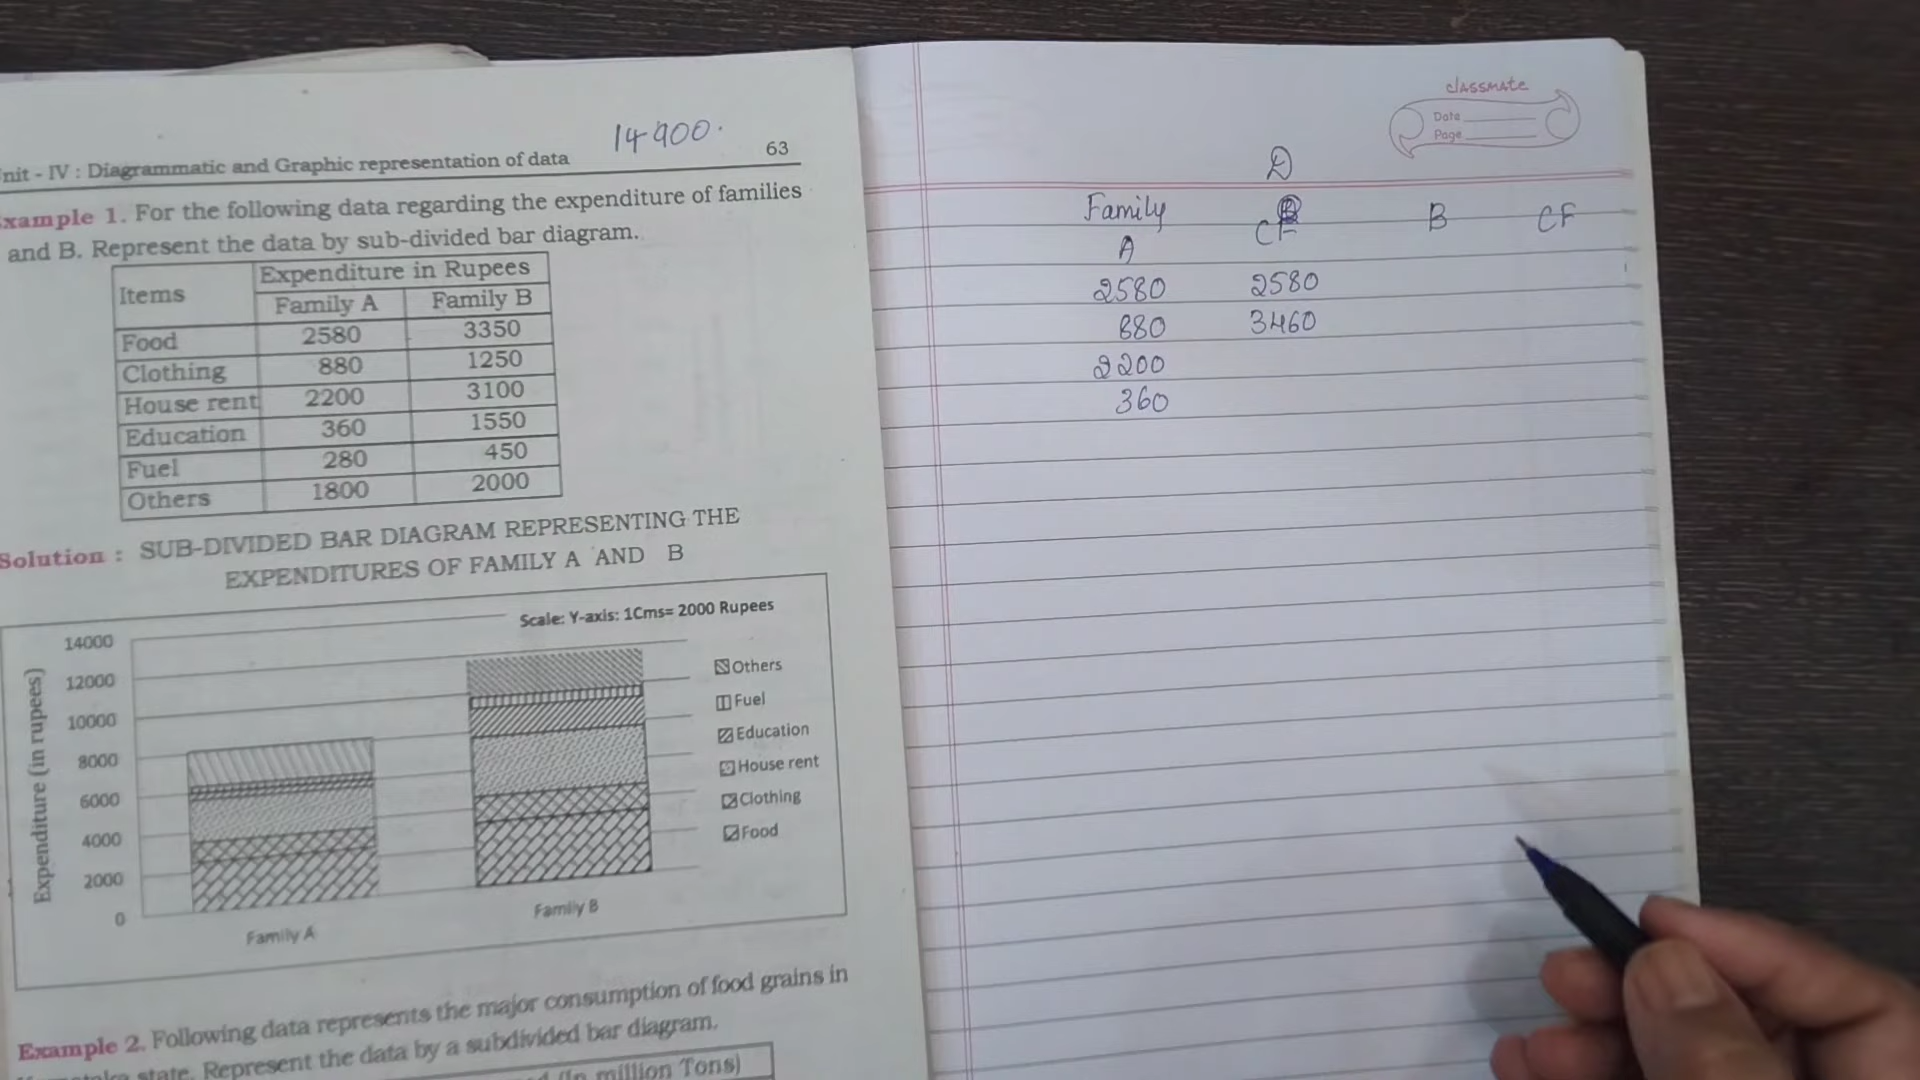 14900.
nit - IV : Diagrammatic and Graphic representation of data 63
xample 1. For the following data regarding the expenditure of families
and B. Represent the data by sub-divided bar diagram.
Items Expenditure in Rupees
Family A Family B
Food 2580 3350
Clothing 880 1250
House rent 2200 3100
Education 360 1550
Fuel 280 450
Others 1800 2000
Solution : SUB-DIVIDED BAR DIAGRAM REPRESENTING THE
EXPENDITURES OF FAMILY A AND B
Scale: Y-axis: 1Cms= 2000 Rupees
Expenditure (in rupees)
14000
12000
10000
8000
6000
4000
2000
0
Family A
Family B
Others
Fuel
Education
House rent
Clothing
Food
Example 2. Following data represents the major consumption of food grains in
state. Represent the data by a subdivided bar diagram.
(In million Tons)
classmate
Date
Page
Family CF B CF
A
2580 2580
880 3460
2200
360